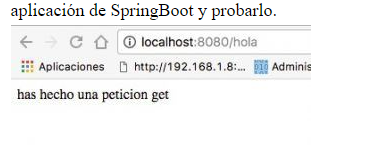 aplicación de SpringBoot y probarlo.
localhost:8080/hola
Aplicaciones http://192.168.1.8:... Adminis
has hecho una peticion get